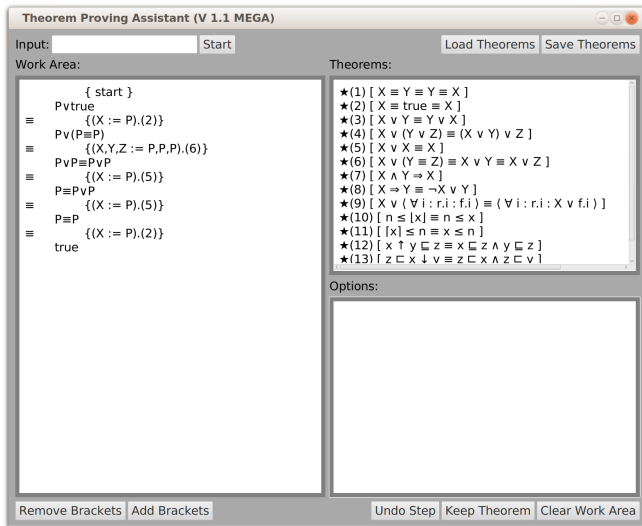 Theorem Proving Assistant (V 1.1 MEGA)
Input: Start Load Theorems Save Theorems
Work Area:
{ start }
P∨true
≡ {(X := P).(2)}
P∨(P≡P)
≡ {(X,Y,Z := P,P,P).(6)}
P∨P≡P∨P
≡ {(X := P).(5)}
P≡P∨P
≡ {(X := P).(5)}
P≡P
≡ {(X := P).(2)}
true
Theorems:
★(1) [ X ≡ Y ≡ Y ≡ X ]
★(2) [ X ≡ true ≡ X ]
★(3) [ X ∨ Y ≡ Y ∨ X ]
★(4) [ X ∨ (Y ∨ Z) ≡ (X ∨ Y) ∨ Z ]
★(5) [ X ∨ X ≡ X ]
★(6) [ X ∨ (Y ≡ Z) ≡ X ∨ Y ≡ X ∨ Z ]
★(7) [ X ∧ Y ⇒ X ]
★(8) [ X ⇒ Y ≡ ¬X ∨ Y ]
★(9) [ X ∨ ⟨ ∀ i : r.i : f.i ⟩ ≡ ⟨ ∀ i : r.i : X ∨ f.i ⟩ ]
★(10) [ n ≤ ⌊x⌋ ≡ n ≤ x ]
★(11) [ ⌈x⌉ ≤ n ≡ x ≤ n ]
★(12) [ x ↑ y ⊑ z ≡ x ⊑ z ∧ y ⊑ z ]
★(13) [ z ⊑ x ↓ y ≡ z ⊑ x ∧ z ⊑ y ]
Options:
Remove Brackets Add Brackets Undo Step Keep Theorem Clear Work Area